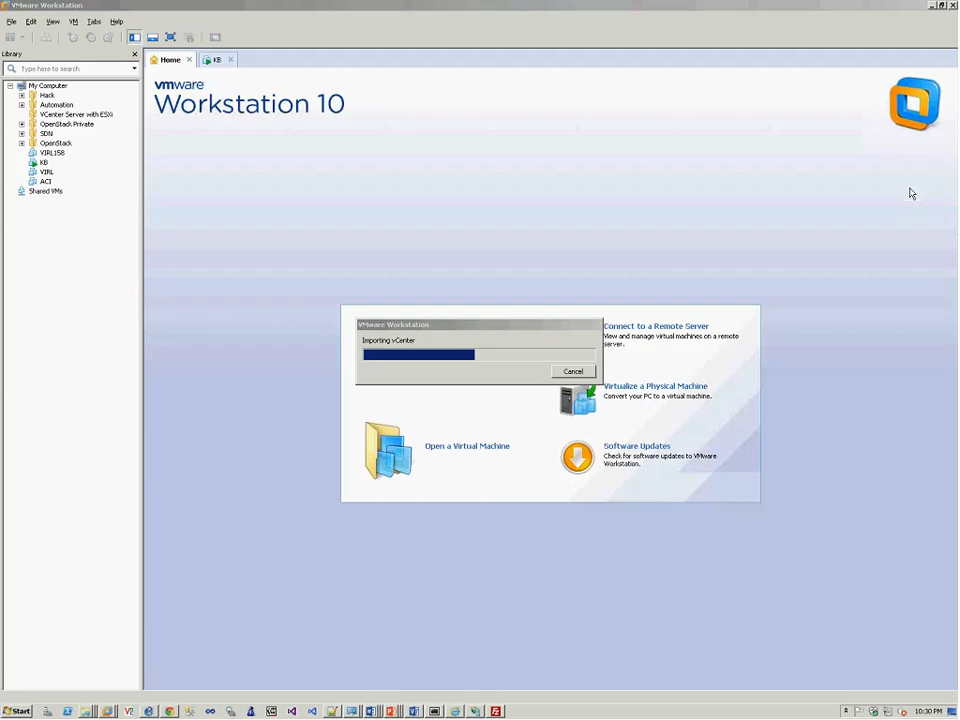 VMware Workstation
File Edit View VM Tabs Help
Library
Type here to search
My Computer
Hack
Automation
VCenter Server with ESXi
OpenStack Private
SDN
OpenStack
VIRL158
KB
VIRL
ACI
Shared VMs
Home
KB
vmware
Workstation 10
VMware Workstation
Importing vCenter
Cancel
Connect to a Remote Server
View and manage virtual machines on a remote
server.
Virtualize a Physical Machine
Convert your PC to a virtual machine.
Open a Virtual Machine
Software Updates
Check for software updates to VMware
Workstation.
Start
10:30 PM